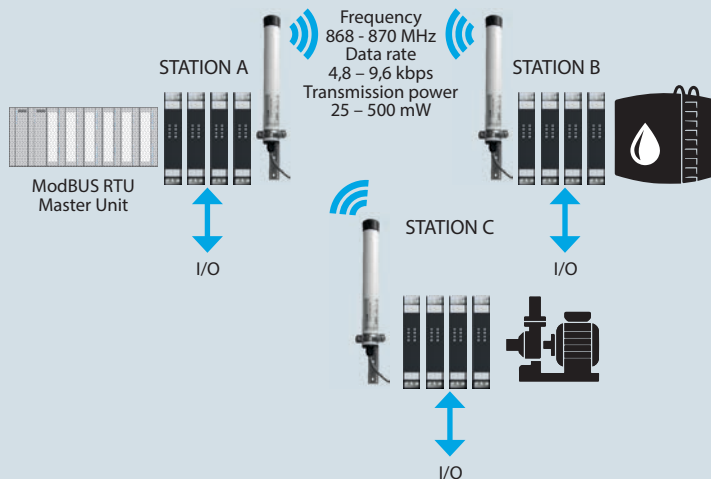 Frequency
868 - 870 MHz
Data rate
4,8 – 9,6 kbps
Transmission power
25 – 500 mW
STATION A
STATION B
ModBUS RTU
Master Unit
I/O
I/O
STATION C
I/O